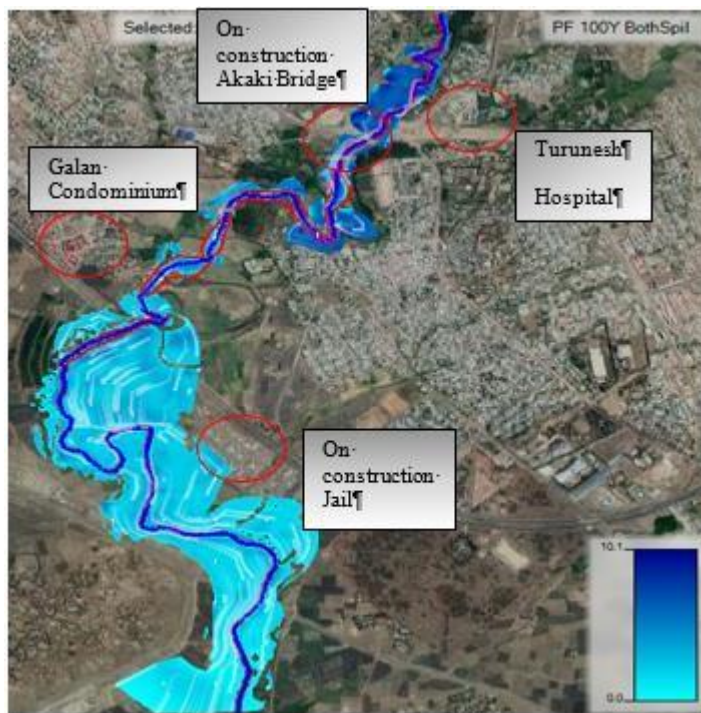 Selected:
PF 100Y BothSpil
On·
construction·
Akaki·Bridge¶
Galan·
Condominium¶
Turunesh¶
Hospital¶
On·
construction·
Jail¶
10.1
0.0